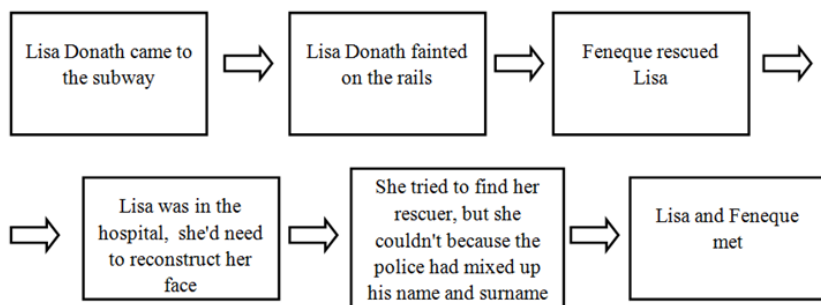 Lisa Donath came to
the subway
Lisa Donath fainted
on the rails
Feneque rescued
Lisa
Lisa was in the
hospital,  she'd need
to reconstruct her
face
She tried to find her
rescuer, but she
couldn't because the
police had mixed up
his name and surname
Lisa and Feneque
met